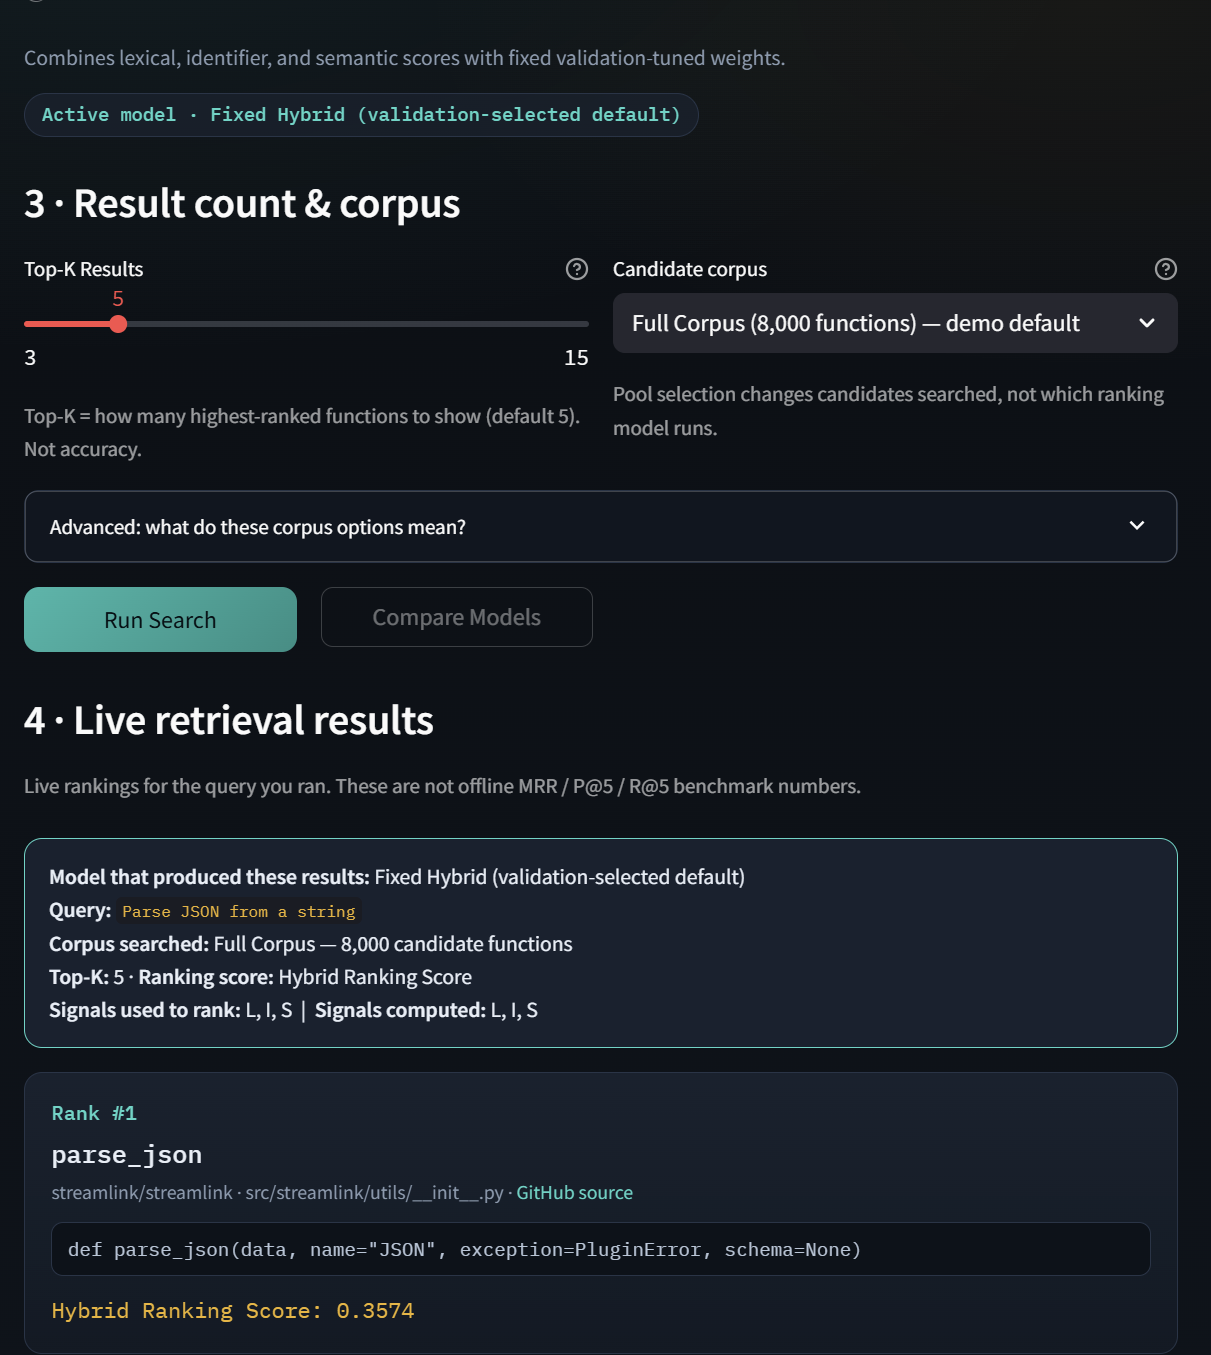 Combines lexical, identifier, and semantic scores with fixed validation-tuned weights.
Active model · Fixed Hybrid (validation-selected default)
3 · Result count & corpus
Top-K Results
5
3
15
Top-K = how many highest-ranked functions to show (default 5).
Not accuracy.
Candidate corpus
Full Corpus (8,000 functions) — demo default
Pool selection changes candidates searched, not which ranking
model runs.
Advanced: what do these corpus options mean?
Run Search
Compare Models
4 · Live retrieval results
Live rankings for the query you ran. These are not offline MRR / P@5 / R@5 benchmark numbers.
Model that produced these results: Fixed Hybrid (validation-selected default)
Query: Parse JSON from a string
Corpus searched: Full Corpus — 8,000 candidate functions
Top-K: 5 · Ranking score: Hybrid Ranking Score
Signals used to rank: L, I, S | Signals computed: L, I, S
Rank #1
parse_json
streamlink/streamlink · src/streamlink/utils/__init__.py · GitHub source
def parse_json(data, name="JSON", exception=PluginError, schema=None)
Hybrid Ranking Score: 0.3574